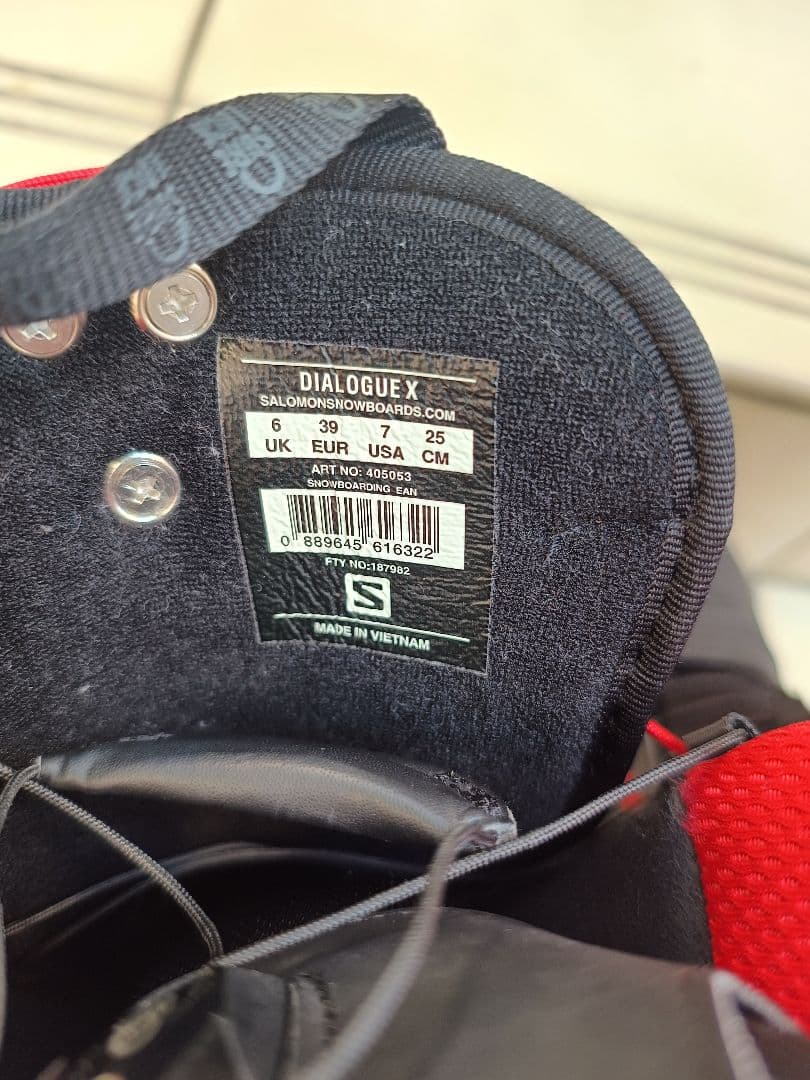 DIALOGUE X
SALOMONSNOWBOARDS.COM
6 39 7 25
UK EUR USA CM
ART NO: 405053
SNOWBOARDING EAN
0 889645 616322
FTY NO:187982
S
MADE IN VIETNAM